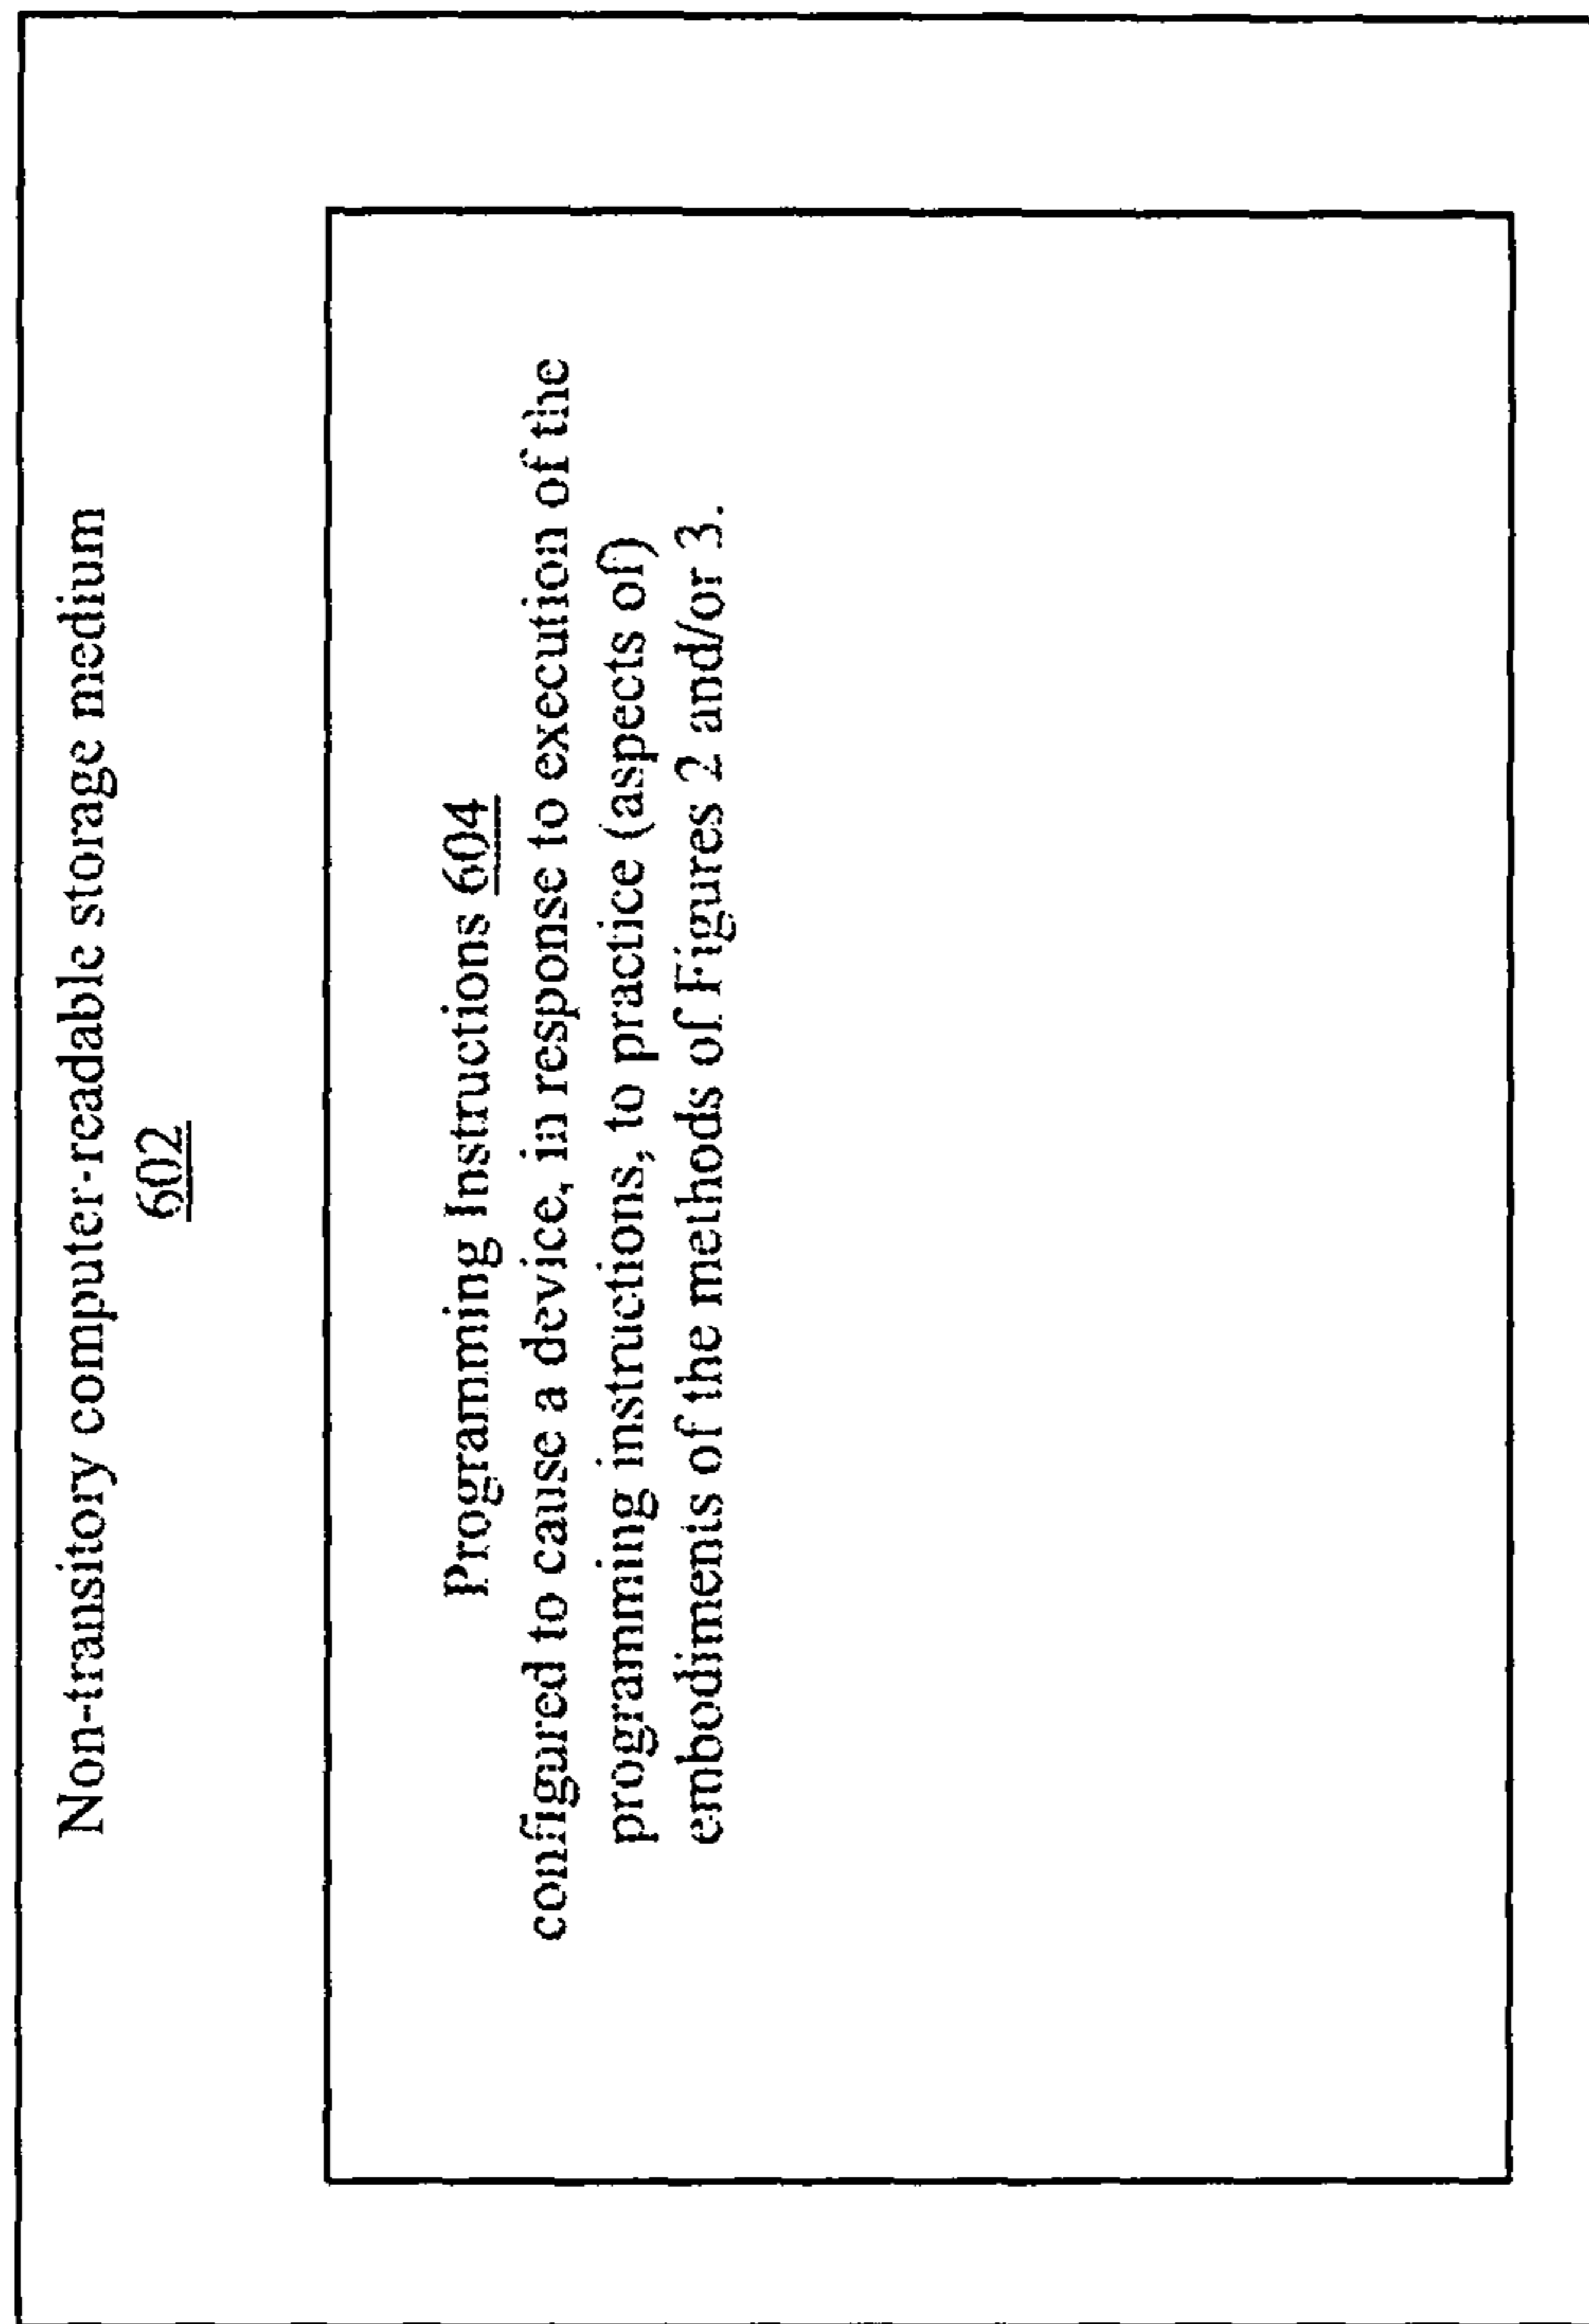 Non-transitory computer-readable storage medium
602
Programming Instructions 604
configured to cause a device, in response to execution of the
programming instructions, to practice (aspects of)
embodiments of the methods of Figures 2 and/or 3.